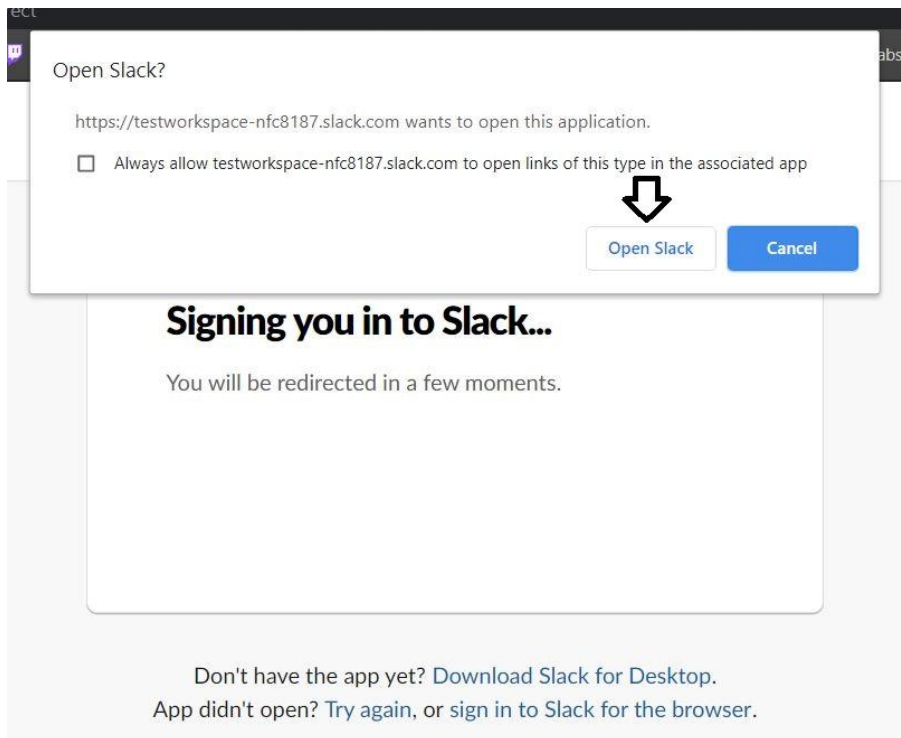 ect
abs
Open Slack?
https://testworkspace-nfc8187.slack.com wants to open this application.
Always allow testworkspace-nfc8187.slack.com to open links of this type in the associated app
Open Slack
Cancel
Signing you in to Slack...
You will be redirected in a few moments.
Don't have the app yet? Download Slack for Desktop.
App didn't open? Try again, or sign in to Slack for the browser.